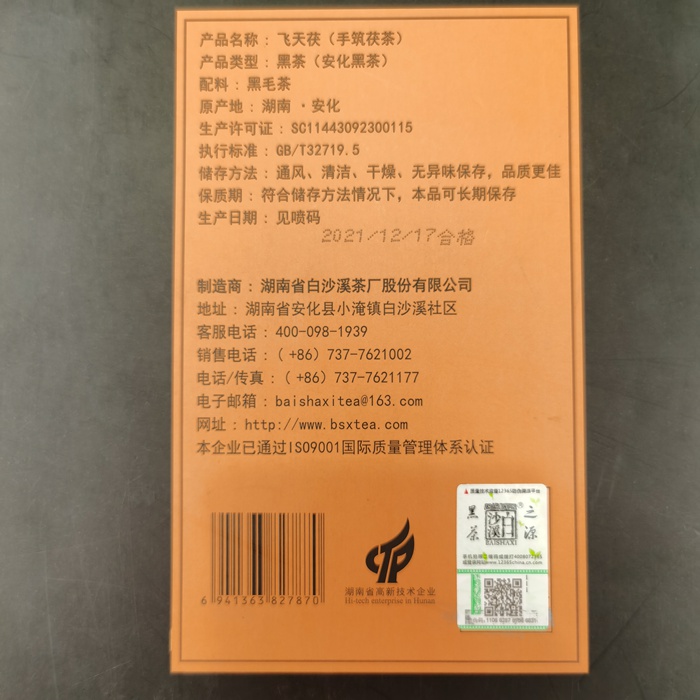 产品名称：飞天茯（手筑茯茶）
产品类型：黑茶（安化黑茶）
配料：黑毛茶
原产地：湖南·安化
生产许可证：SC11443092300115
执行标准：GB/T32719.5
储存方法：通风、清洁、干燥、无异味保存，品质更佳
保质期：符合储存方法情况下，本品可长期保存
生产日期：见喷码
2021/12/17合格
制造商：湖南省白沙溪茶厂股份有限公司
地址：湖南省安化县小淹镇白沙溪社区
客服电话：400-098-1939
销售电话：（+86）737-7621002
电话/传真：（+86）737-7621177
电子邮箱：baishaxitea@163.com
网址：http://www.bsxtea.com
本企业已通过ISO9001国际质量管理体系认证
6 941363 827870
湖南省高新技术企业
Hi-tech enterprise in Hunan
黑茶
白沙溪
BAISHAXI
®
之源